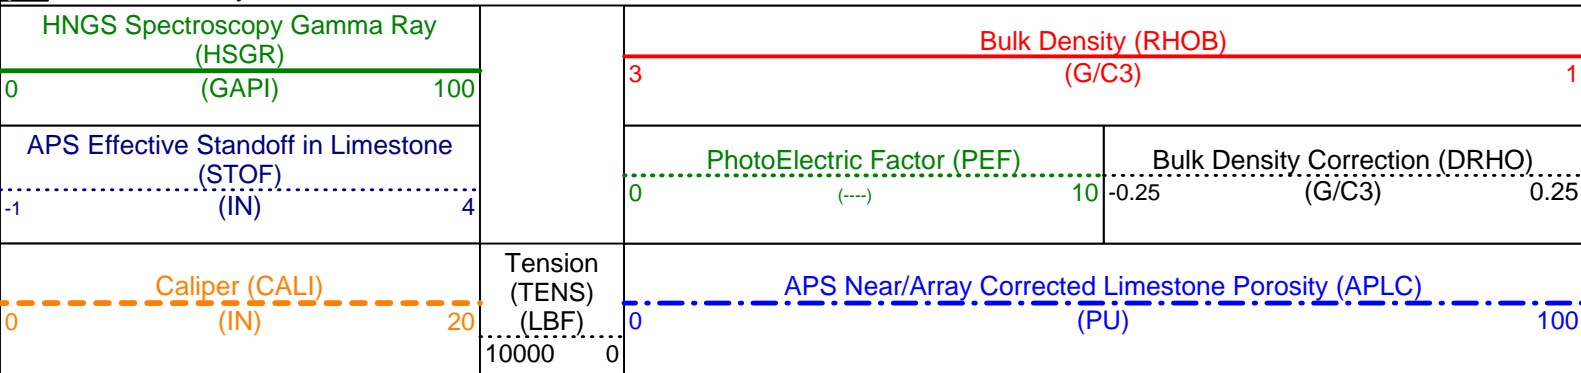 HNGS Spectroscopy Gamma Ray
(HSGR)
0 (GAPI) 100
Bulk Density (RHOB)
3 (G/C3) 1
APS Effective Standoff in Limestone
(STOF)
-1 (IN) 4
PhotoElectric Factor (PEF)
0 (----) 10
Bulk Density Correction (DRHO)
-0.25 (G/C3) 0.25
Caliper (CALI)
0 (IN) 20
Tension
(TENS)
(LBF)
10000 0
APS Near/Array Corrected Limestone Porosity (APLC)
0 (PU) 100